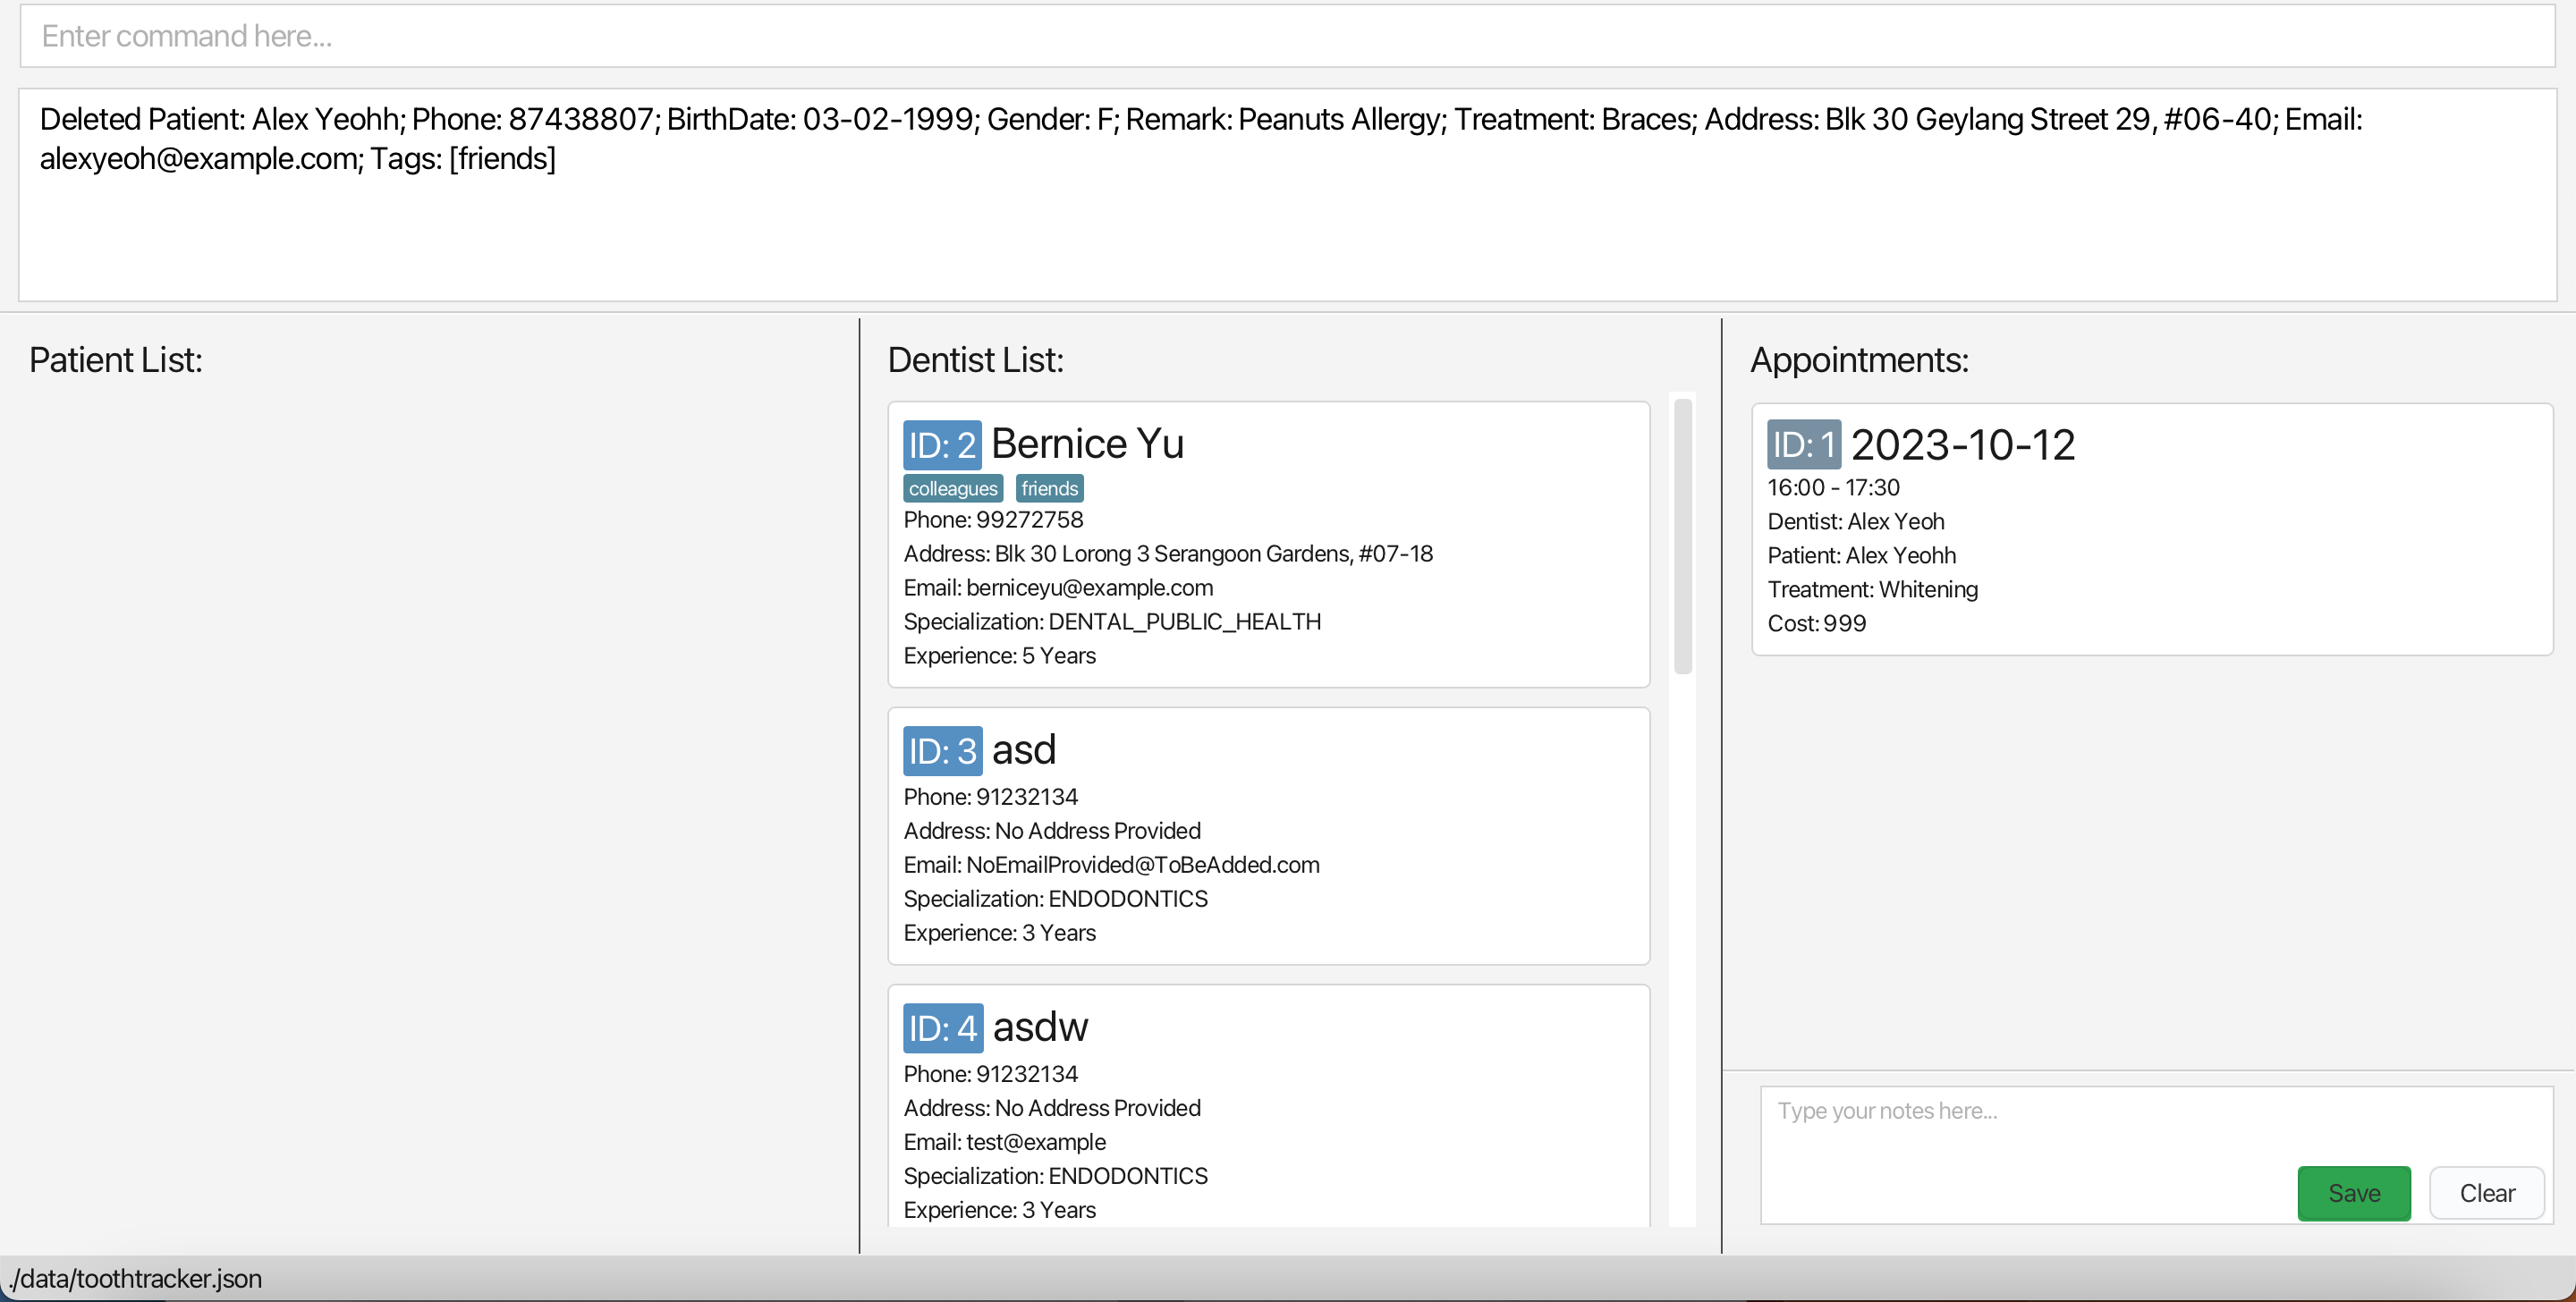 Enter command here...
Deleted Patient: Alex Yeohh; Phone: 87438807; BirthDate: 03-02-1999; Gender: F; Remark: Peanuts Allergy; Treatment: Braces; Address: Blk 30 Geylang Street 29, #06-40; Email:
alexyeoh@example.com; Tags: [friends]
Patient List:
Dentist List:
ID: 2 Bernice Yu
colleagues friends
Phone: 99272758
Address: Blk 30 Lorong 3 Serangoon Gardens, #07-18
Email: berniceyu@example.com
Specialization: DENTAL_PUBLIC_HEALTH
Experience: 5 Years
ID: 3 asd
Phone: 91232134
Address: No Address Provided
Email: NoEmailProvided@ToBeAdded.com
Specialization: ENDODONTICS
Experience: 3 Years
ID: 4 asdw
Phone: 91232134
Address: No Address Provided
Email: test@example
Specialization: ENDODONTICS
Experience: 3 Years
Appointments:
ID: 1 2023-10-12
16:00 - 17:30
Dentist: Alex Yeoh
Patient: Alex Yeohh
Treatment: Whitening
Cost: 999
Type your notes here...
Save Clear
./data/toothtracker.json